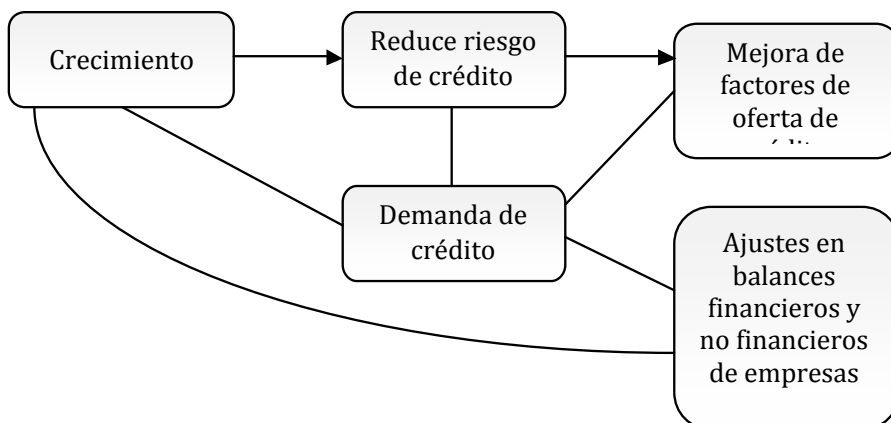 Crecimiento
Reduce riesgo
de crédito
Mejora de
factores de
oferta de
Demanda de
crédito
Ajustes en
balances
financieros y
no financieros
de empresas